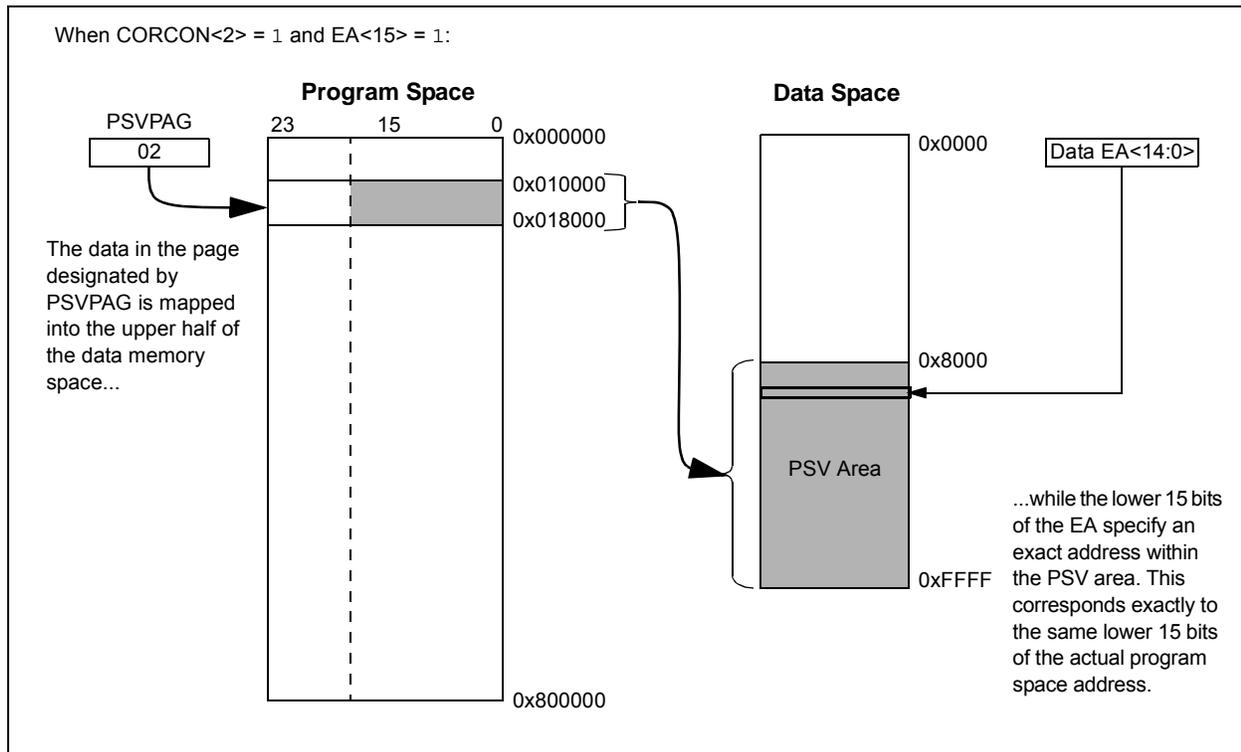 When CORCON<2> = 1 and EA<15> = 1:
Program Space
Data Space
PSVPAG
02
23 15 0
0x000000
0x010000
0x018000
0x800000
The data in the page
designated by
PSVPAG is mapped
into the upper half of
the data memory
space...
0x0000
0x8000
0xFFFF
PSV Area
Data EA<14:0>
...while the lower 15 bits
of the EA specify an
exact address within
the PSV area. This
corresponds exactly to
the same lower 15 bits
of the actual program
space address.